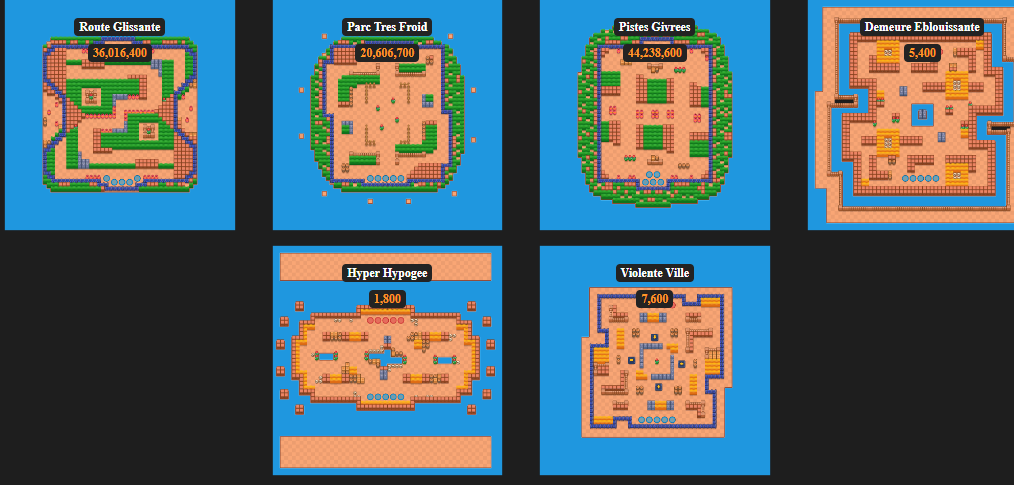 Route Glissante
36,016,400
Parc Tres Froid
20,606,700
Pistes Givrees
44,238,600
Demeure Eblouissante
5,400
Hyper Hypogee
1,800
Violente Ville
7,600